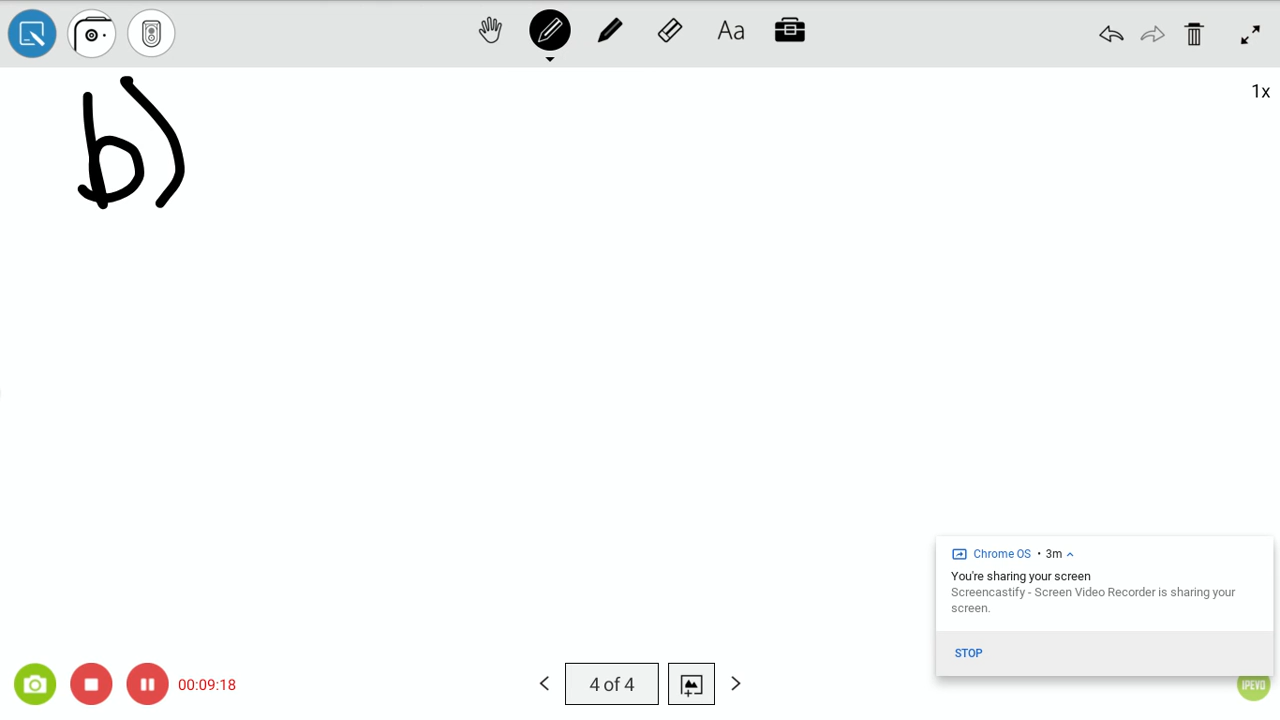 Aa
1x
b)
Chrome OS • 3m
You're sharing your screen
Screencastify - Screen Video Recorder is sharing your
screen.
STOP
00:09:18
4 of 4
IPEVO